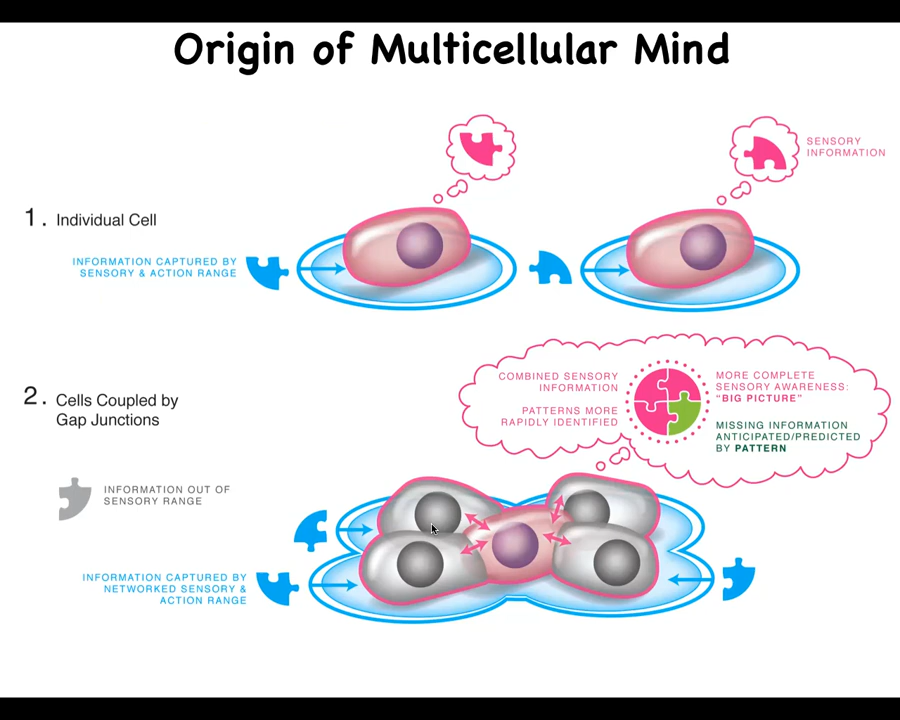 Origin of Multicellular Mind
SENSORY
INFORMATION
1. Individual Cell
INFORMATION CAPTURED BY
SENSORY & ACTION RANGE
COMBINED SENSORY
INFORMATION
PATTERNS MORE
RAPIDLY IDENTIFIED
MORE COMPLETE
SENSORY AWARENESS:
“BIG PICTURE”
MISSING INFORMATION
ANTICIPATED/PREDICTED
BY PATTERN
2. Cells Coupled by
Gap Junctions
INFORMATION OUT OF
SENSORY RANGE
INFORMATION CAPTURED BY
NETWORKED SENSORY &
ACTION RANGE